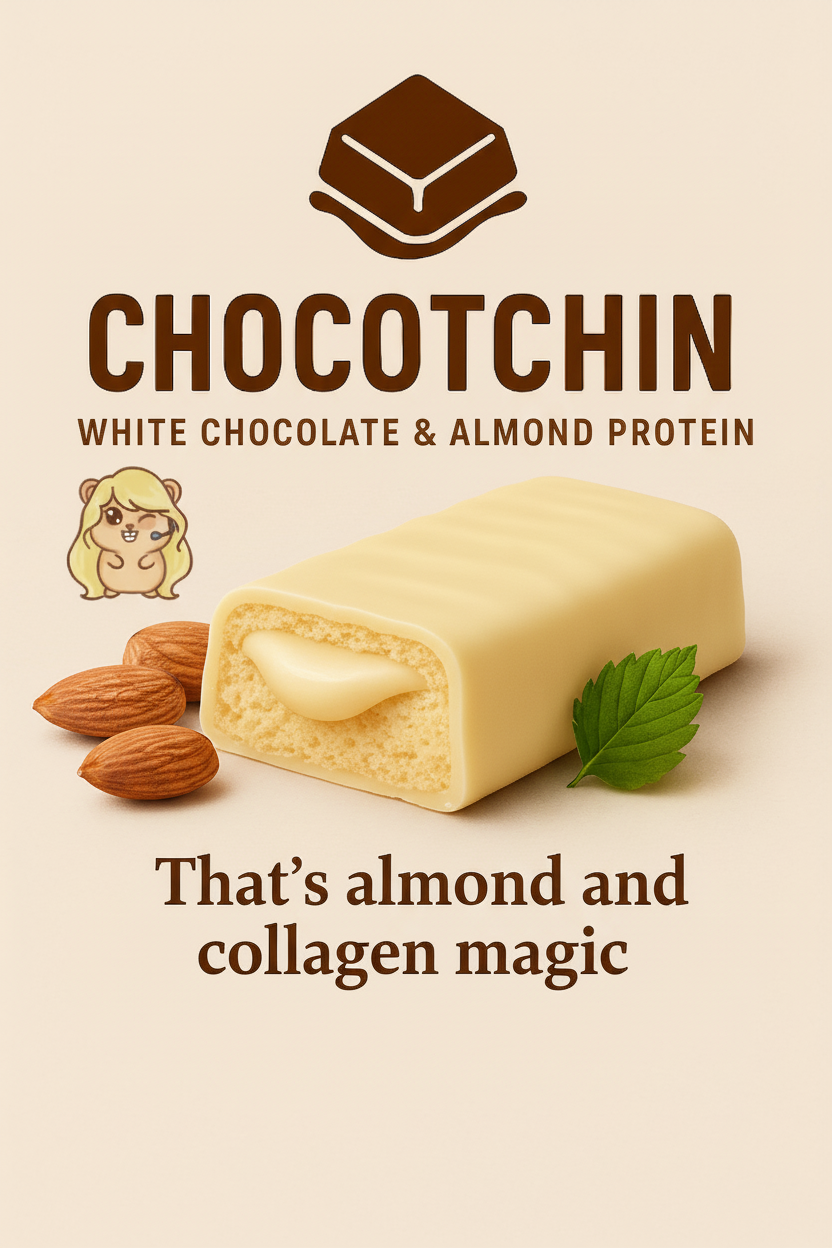 CHOCOTCHIN
WHITE CHOCOLATE & ALMOND PROTEIN
That’s almond and
collagen magic